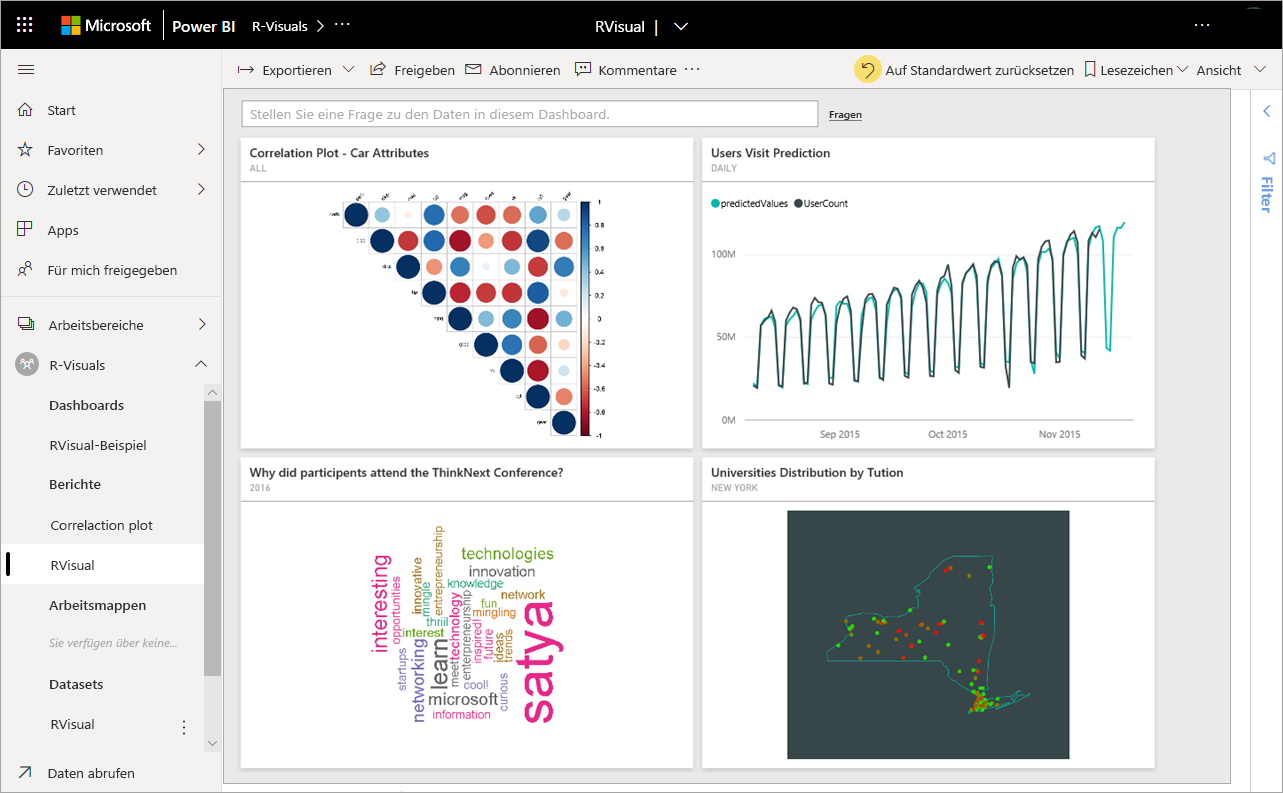 Microsoft Power BI R-Visuals > ...
RVisual |
...
Exportieren
Freigeben
Abonnieren
Kommentare ...
Auf Standardwert zurücksetzen
Lesezeichen
Ansicht
Start
Favoriten
Zuletzt verwendet
Apps
Für mich freigegeben
Arbeitsbereiche
R-Visuals
Dashboards
RVisual-Beispiel
Berichte
Correlaction plot
RVisual
Arbeitsmappen
Sie verfügen über keine...
Datasets
RVisual
Daten abrufen
Stellen Sie eine Frage zu den Daten in diesem Dashboard.
Fragen
Correlation Plot - Car Attributes
ALL
1
0.8
0.6
0.4
0.2
0
-0.2
-0.4
-0.6
-0.8
-1
gear
Users Visit Prediction
DAILY
predictedValues UserCount
100M
50M
0M
Sep 2015 Oct 2015 Nov 2015
Why did participants attend the ThinkNext Conference?
2016
technologies
innovation
knowledge
network
fun
mingling
thrill
interest
interesting
opportunities
innovative
mingle
entrepreneurship
technology
enterpreneurship
inspired!
future
ideas
trends
satya
startups
networking
learn
meet
cool!
curious
microsoft
information
Universities Distribution by Tution
NEW YORK
Filter